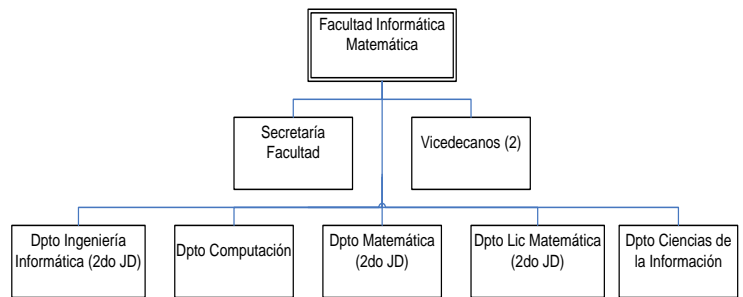 Facultad Informática
Matemática
Secretaría
Facultad
Vicedecanos (2)
Dpto Ingeniería
Informática (2do JD)
Dpto Computación
Dpto Matemática
(2do JD)
Dpto Lic Matemática
(2do JD)
Dpto Ciencias de
la Información